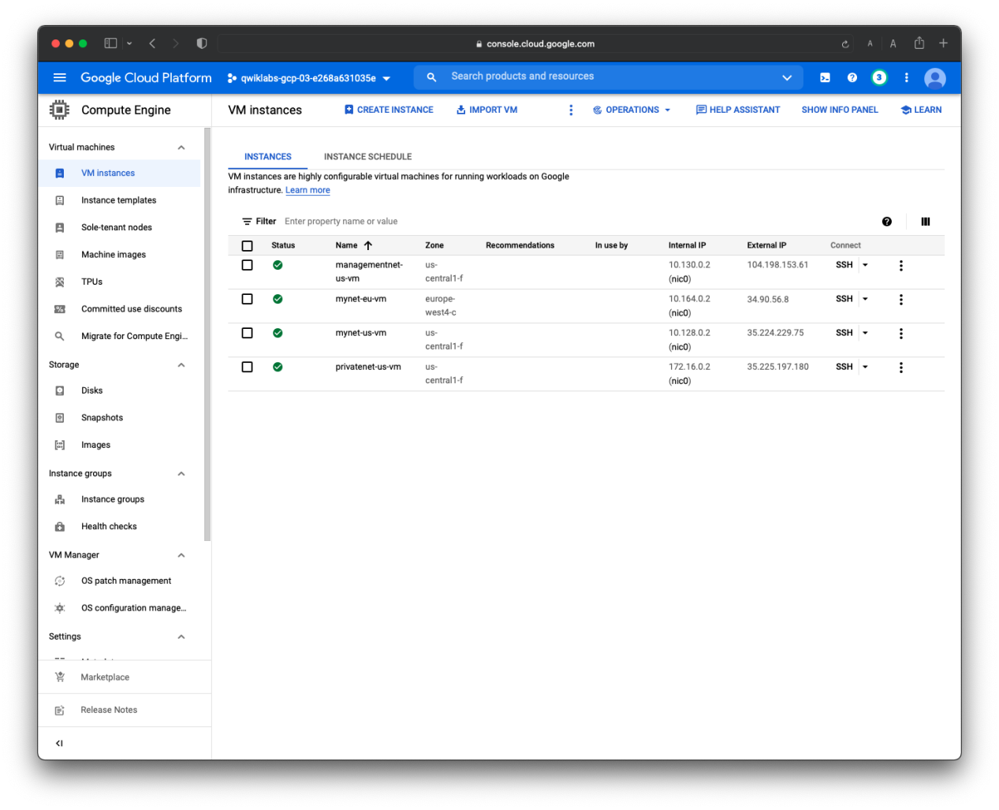 console.cloud.google.com
A A
Google Cloud Platform qwiklabs-gcp-03-e268a631035e Search products and resources 3
Compute Engine
VM instances CREATE INSTANCE IMPORT VM OPERATIONS HELP ASSISTANT SHOW INFO PANEL LEARN
Virtual machines
VM instances
Instance templates
Sole-tenant nodes
Machine images
TPUs
Committed use discounts
Migrate for Compute Engi...
Storage
Disks
Snapshots
Images
Instance groups
Instance groups
Health checks
VM Manager
OS patch management
OS configuration manage...
Settings
Marketplace
Release Notes
INSTANCES INSTANCE SCHEDULE
VM instances are highly configurable virtual machines for running workloads on Google
infrastructure. Learn more
Filter Enter property name or value
Status Name Zone Recommendations In use by Internal IP External IP Connect
managementnet- us- 10.130.0.2 104.198.153.61 SSH
us-vm central1-f (nic0)
mynet-eu-vm europe- 10.164.0.2 34.90.56.8 SSH
west4-c (nic0)
mynet-us-vm us- 10.128.0.2 35.224.229.75 SSH
central1-f (nic0)
privatenet-us-vm us- 172.16.0.2 35.225.197.180 SSH
central1-f (nic0)